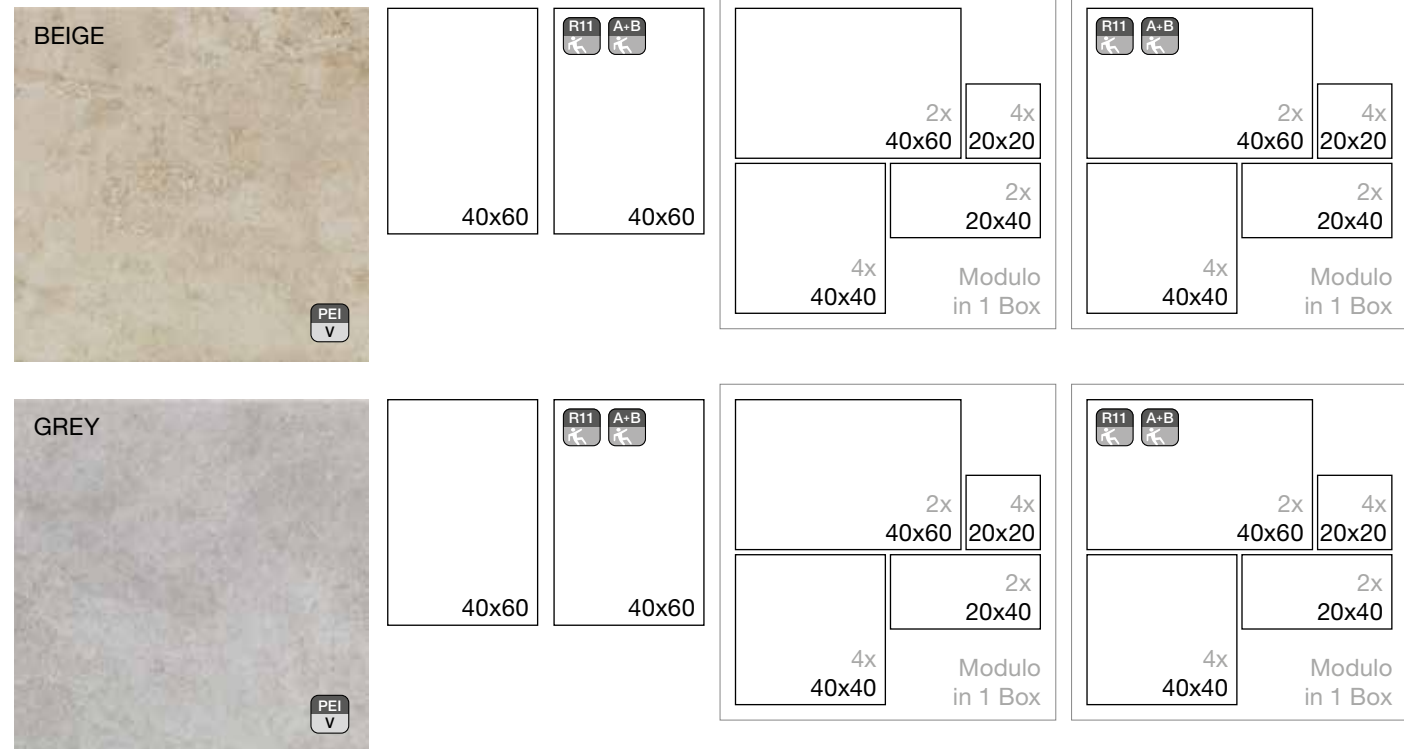 BEIGE
PEI
V
40x60
R11 A+B
40x60
2x
40x60
4x
20x20
4x
40x40
2x
20x40
Modulo
in 1 Box
R11 A+B
2x
40x60
4x
20x20
4x
40x40
2x
20x40
Modulo
in 1 Box
GREY
PEI
V
40x60
R11 A+B
40x60
2x
40x60
4x
20x20
4x
40x40
2x
20x40
Modulo
in 1 Box
R11 A+B
2x
40x60
4x
20x20
4x
40x40
2x
20x40
Modulo
in 1 Box